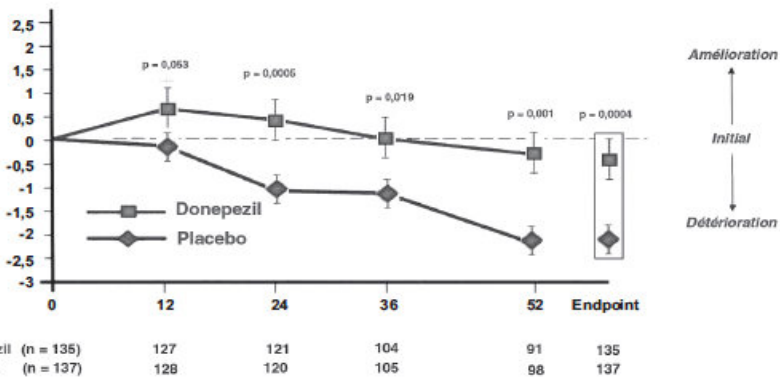 2,5
2
1,5
1
0,5
0
-0,5
-1
-1,5
-2
-2,5
-3
p = 0,053
p = 0,0005
p = 0,019
p = 0,001
p = 0,0004
Amélioration
Initial
Détérioration
Donepezil
Placebo
0 12 24 36 52 Endpoint
zil (n = 135) 127 121 104 91 135
(n = 137) 128 120 105 98 137